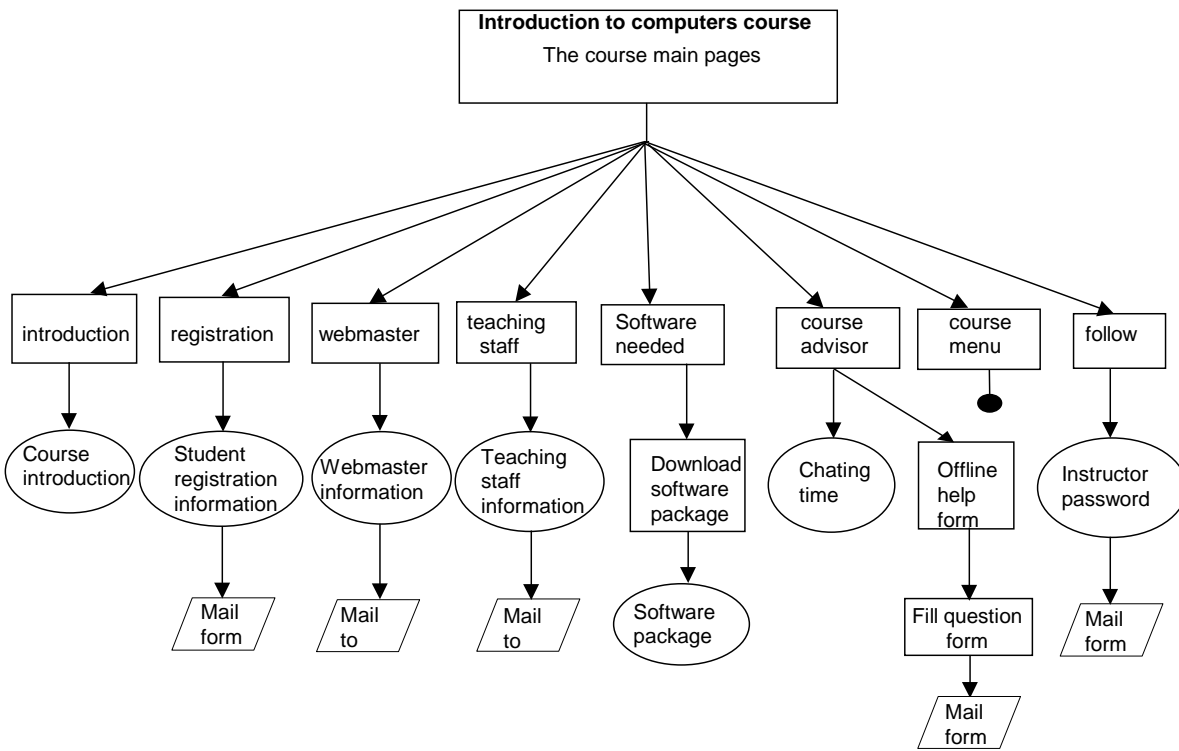 Introduction to computers course
The course main pages
introduction
registration
webmaster
teaching
staff
Software
needed
course
advisor
course
menu
follow
Course
introduction
Student
registration
information
Webmaster
information
Teaching
staff
information
Download
software
package
Chating
time
Offline
help
form
Instructor
password
Mail
form
Mail
to
Mail
to
Software
package
Fill question
form
Mail
form
Mail
form